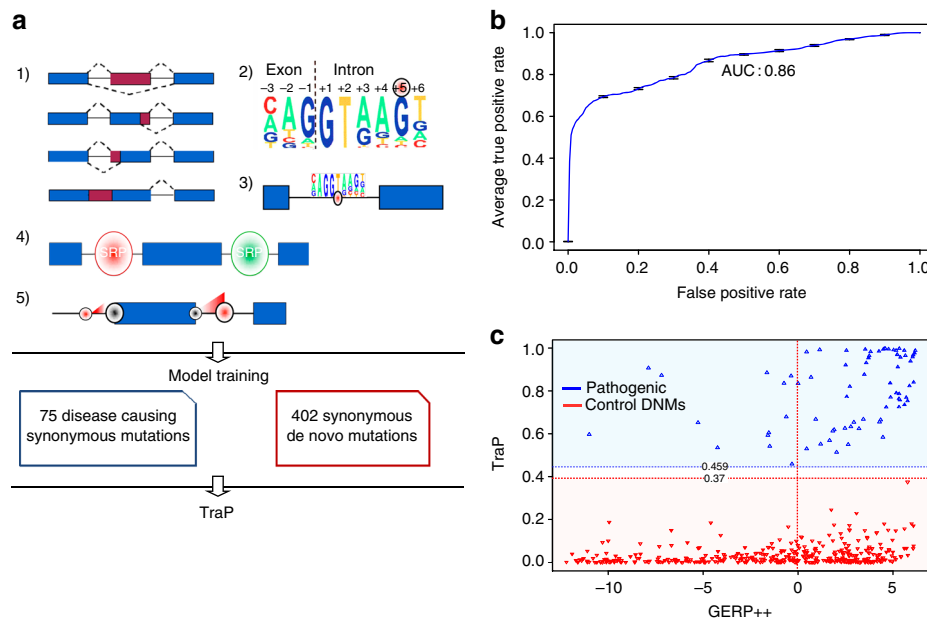 a
1)
2)
Exon Intron
-3 -2 -1 +1 +2 +3 +4 +5 +6
3)
4)
SRP SRP
5)
Model training
75 disease causing
synonymous mutations
402 synonymous
de novo mutations
TraP
b
Average true positive rate
1.0
0.8
0.6
0.4
0.2
0.0
AUC : 0.86
0.0 0.2 0.4 0.6 0.8 1.0
False positive rate
c
TraP
1.0
0.8
0.6
0.4
0.2
0.0
Pathogenic
Control DNMs
0.459
0.37
−10 −5 0 5
GERP++